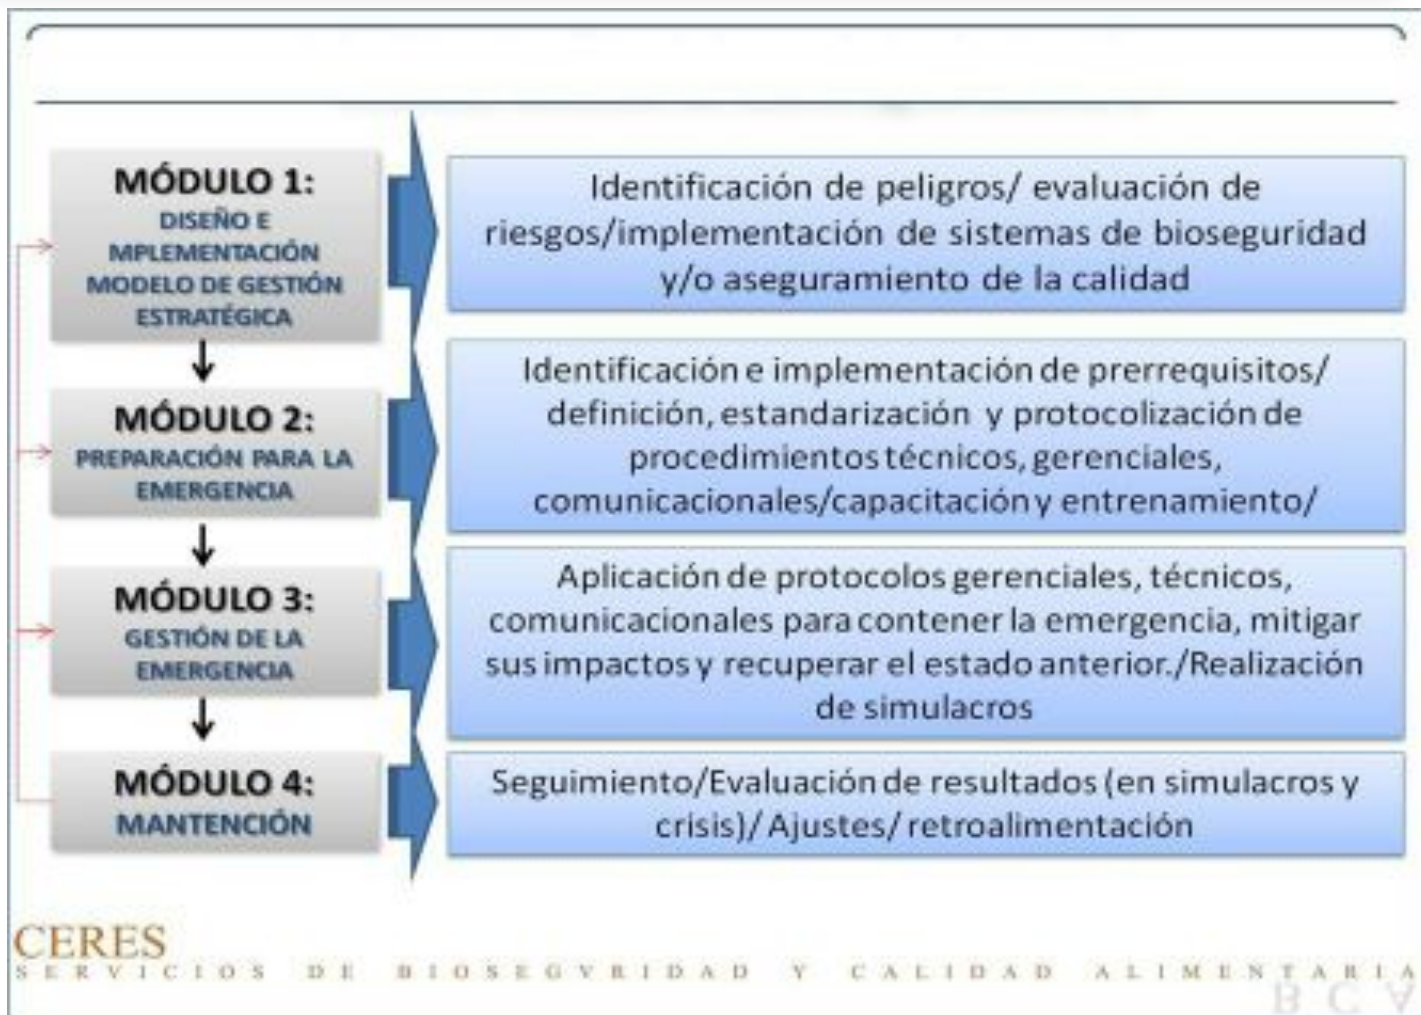 MÓDULO 1:
DISEÑO E
MPLEMENTACIÓN
MODELO DE GESTIÓN
ESTRATÉGICA
Identificación de peligros/ evaluación de
riesgos/implementación de sistemas de bioseguridad
y/o aseguramiento de la calidad
MÓDULO 2:
PREPARACIÓN PARA LA
EMERGENCIA
Identificación e implementación de prerrequisitos/
definición, estandarización y protocolización de
procedimientos técnicos, gerenciales,
comunicacionales/capacitación y entrenamiento/
MÓDULO 3:
GESTIÓN DE LA
EMERGENCIA
Aplicación de protocolos gerenciales, técnicos,
comunicacionales para contener la emergencia, mitigar
sus impactos y recuperar el estado anterior./Realización
de simulacros
MÓDULO 4:
MANTENCIÓN
Seguimiento/Evaluación de resultados (en simulacros y
crisis)/ Ajustes/ retroalimentación
CERES
SERVICIOS DE BIOSEGVRIDAD Y CALIDAD ALIMENTARIA
B C A